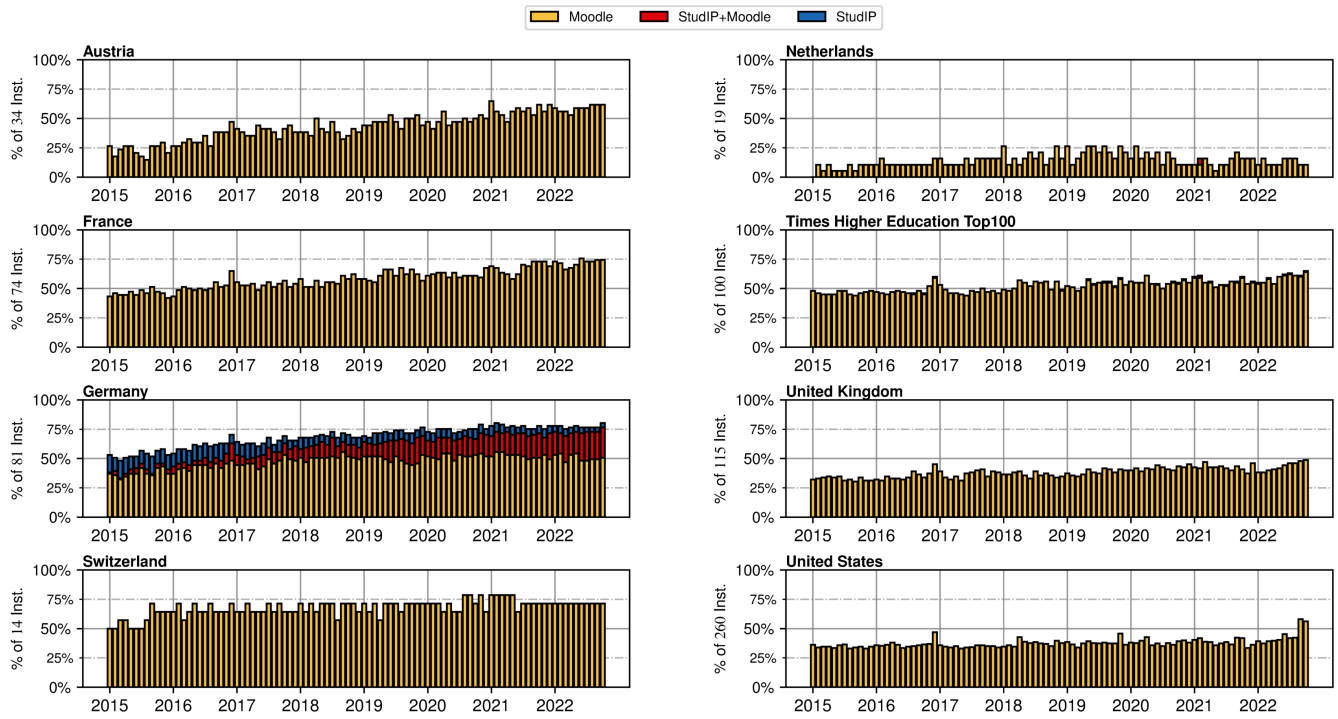 Moodle StudIP+Moodle StudIP
Austria
% of 34 Inst.
100%
75%
50%
25%
0%
2015 2016 2017 2018 2019 2020 2021 2022
Netherlands
% of 19 Inst.
100%
75%
50%
25%
0%
2015 2016 2017 2018 2019 2020 2021 2022
France
% of 74 Inst.
100%
75%
50%
25%
0%
2015 2016 2017 2018 2019 2020 2021 2022
Times Higher Education Top100
% of 100 Inst.
100%
75%
50%
25%
0%
2015 2016 2017 2018 2019 2020 2021 2022
Germany
% of 81 Inst.
100%
75%
50%
25%
0%
2015 2016 2017 2018 2019 2020 2021 2022
United Kingdom
% of 115 Inst.
100%
75%
50%
25%
0%
2015 2016 2017 2018 2019 2020 2021 2022
Switzerland
% of 14 Inst.
100%
75%
50%
25%
0%
2015 2016 2017 2018 2019 2020 2021 2022
United States
% of 260 Inst.
100%
75%
50%
25%
0%
2015 2016 2017 2018 2019 2020 2021 2022